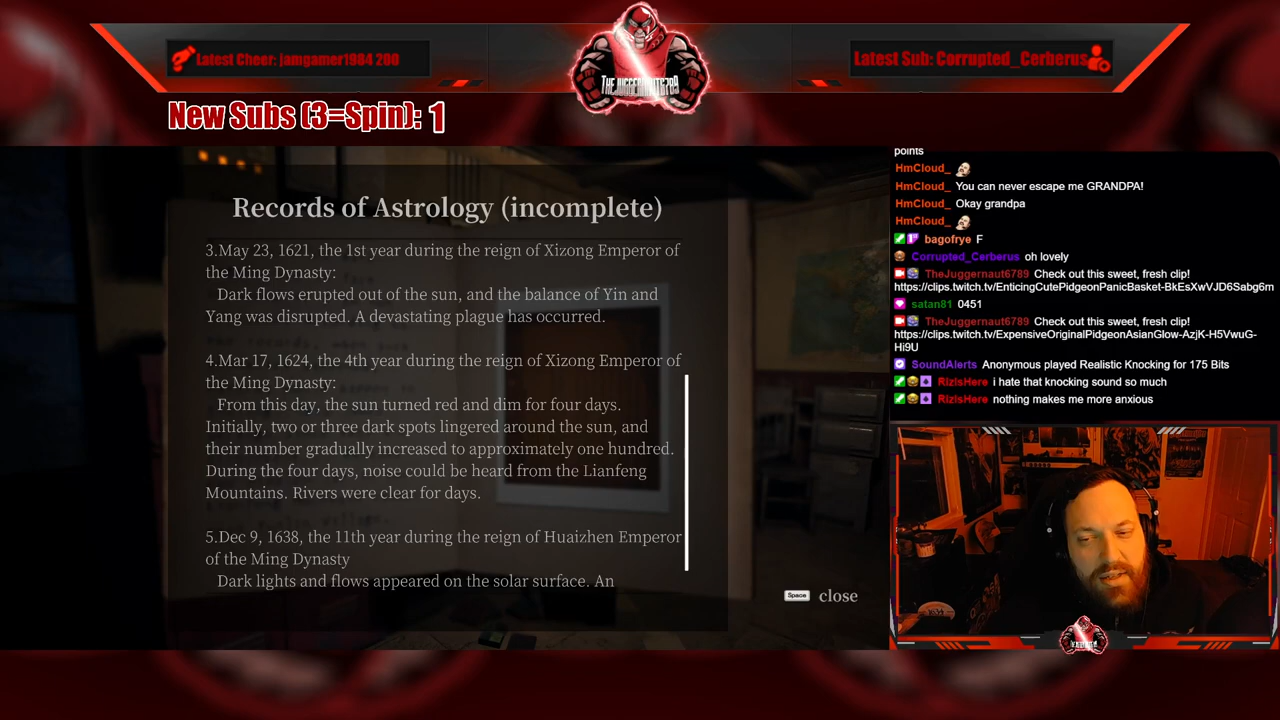 Latest Cheer: jamgamer1984 200
THEJUGGERNAUT6789
Latest Sub: Corrupted_Cerberus
New Subs (3=Spin): 1
Records of Astrology (incomplete)
3.May 23, 1621, the 1st year during the reign of Xizong Emperor of
the Ming Dynasty:
Dark flows erupted out of the sun, and the balance of Yin and
Yang was disrupted. A devastating plague has occurred.
4.Mar 17, 1624, the 4th year during the reign of Xizong Emperor of
the Ming Dynasty:
From this day, the sun turned red and dim for four days.
Initially, two or three dark spots lingered around the sun, and
their number gradually increased to approximately one hundred.
During the four days, noise could be heard from the Lianfeng
Mountains. Rivers were clear for days.
5.Dec 9, 1638, the 11th year during the reign of Huaizhen Emperor
of the Ming Dynasty
Dark lights and flows appeared on the solar surface. An
Space close
points
HmCloud_
HmCloud_ You can never escape me GRANDPA!
HmCloud_ Okay grandpa
HmCloud_
bagofrye F
Corrupted_Cerberus oh lovely
TheJuggernaut6789 Check out this sweet, fresh clip!
https://clips.twitch.tv/EnticingCutePidgeonPanicBasket-BkEsXwVJD6Sabg6m
satan81 0451
TheJuggernaut6789 Check out this sweet, fresh clip!
https://clips.twitch.tv/ExpensiveOriginalPidgeonAsianGlow-AzjK-H5VwuG-
Hi9U
SoundAlerts Anonymous played Realistic Knocking for 175 Bits
RizIsHere i hate that knocking sound so much
RizIsHere nothing makes me more anxious